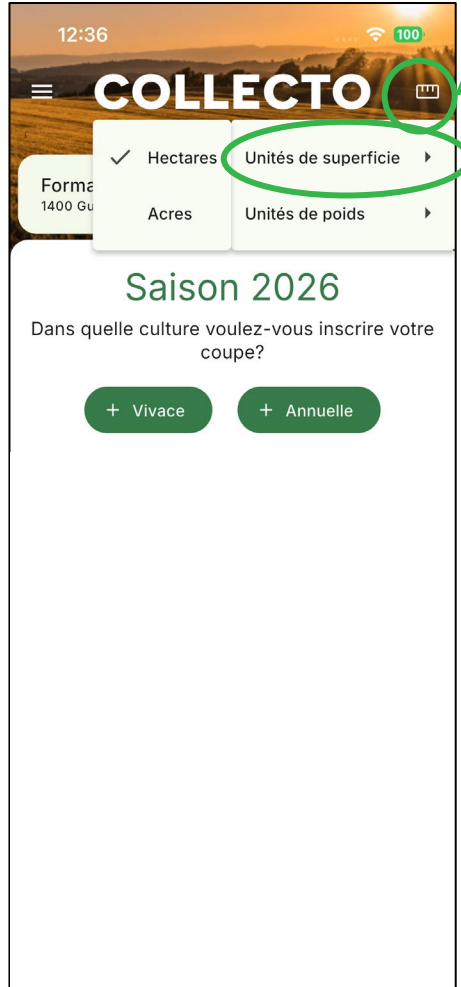 12:36
100
COLLECTO
Hectares
Unités de superficie
Forma
1400 Gu
Acres
Unités de poids
Saison 2026
Dans quelle culture voulez-vous inscrire votre
coupe?
+ Vivace
+ Annuelle